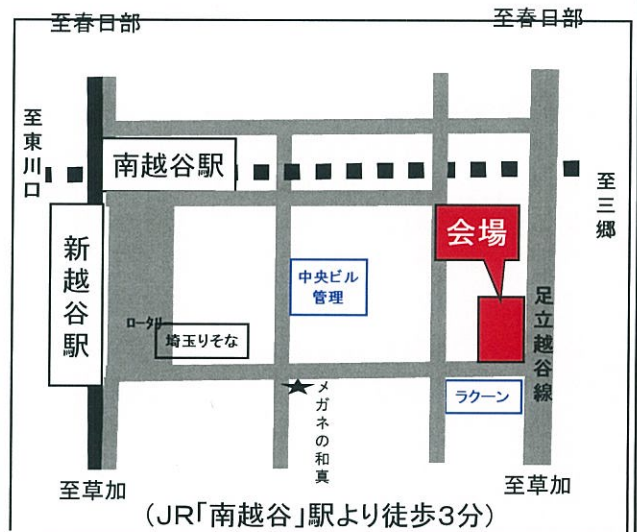 至春日部
至春日部
至東川口
南越谷駅
至三郷
新越谷駅
会場
中央ビル
管理
足立越谷線
ロータリ
埼玉りそな
ラクーン
メガネの和真
至草加
至草加
(JR「南越谷」駅より徒歩3分)